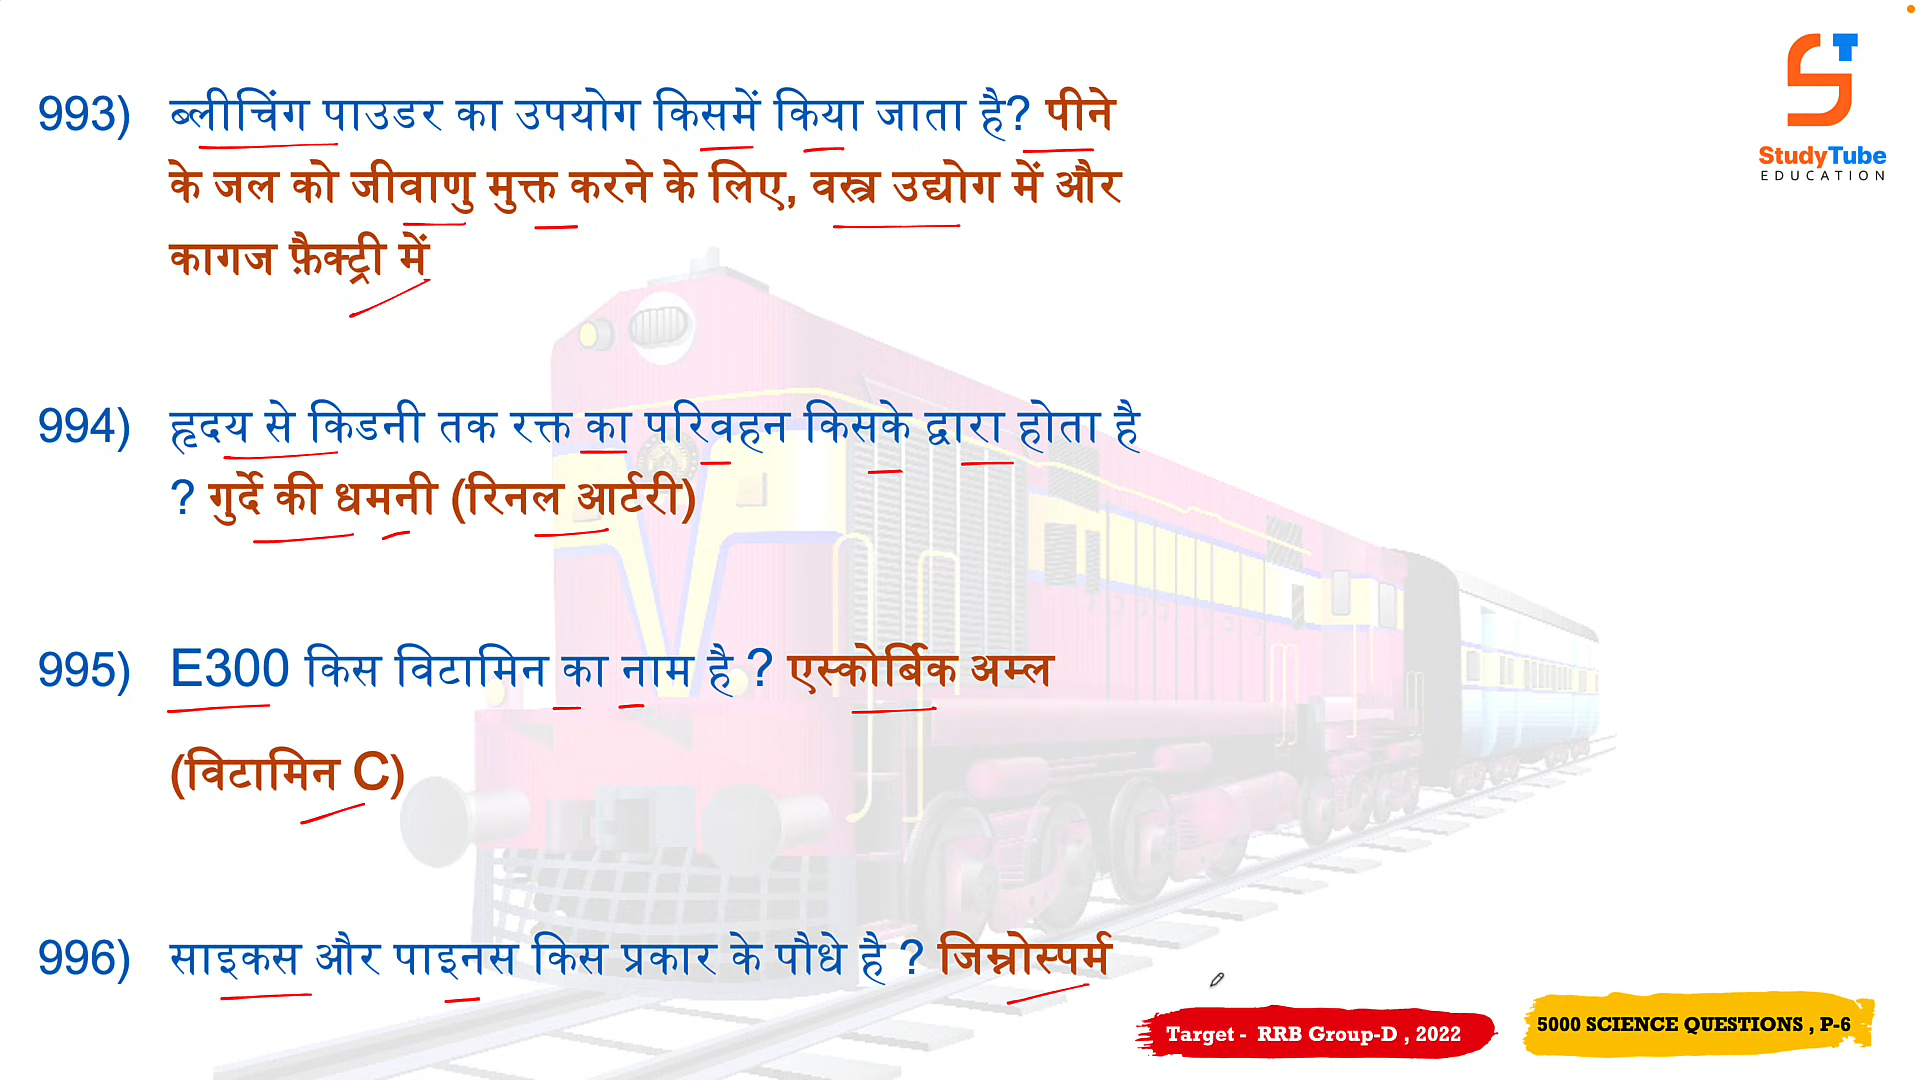 StudyTube
EDUCATION
993) ब्लीचिंग पाउडर का उपयोग किसमें किया जाता है? पीने
के जल को जीवाणु मुक्त करने के लिए, वस्त्र उद्योग में और
कागज फ़ैक्ट्री में
994) हृदय से किडनी तक रक्त का परिवहन किसके द्वारा होता है
? गुर्दे की धमनी (रिनल आर्टरी)
995) E300 किस विटामिन का नाम है ? एस्कोर्बिक अम्ल
(विटामिन C)
996) साइकस और पाइनस किस प्रकार के पौधे है ? जिम्नोस्पर्म
Target - RRB Group-D , 2022
5000 SCIENCE QUESTIONS , P-6